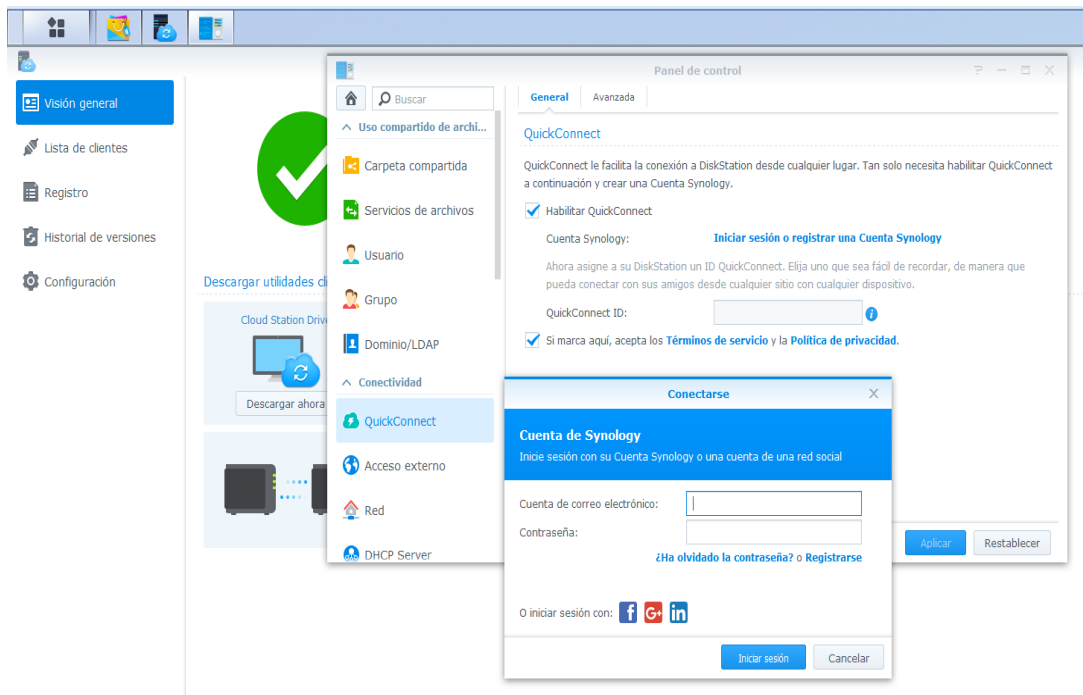 Panel de control
Visión general
Lista de clientes
Registro
Historial de versiones
Configuración
Descargar utilidades cl
Cloud Station Drive
Descargar ahora
Buscar
Uso compartido de archi...
Carpeta compartida
Servicios de archivos
Usuario
Grupo
Dominio/LDAP
Conectividad
QuickConnect
Acceso externo
Red
DHCP Server
General
Avanzada
QuickConnect
QuickConnect le facilita la conexión a DiskStation desde cualquier lugar. Tan solo necesita habilitar QuickConnect
a continuación y crear una Cuenta Synology.
Habilitar QuickConnect
Cuenta Synology: Iniciar sesión o registrar una Cuenta Synology
Ahora asigne a su DiskStation un ID QuickConnect. Elija uno que sea fácil de recordar, de manera que
pueda conectar con sus amigos desde cualquier sitio con cualquier dispositivo.
QuickConnect ID:
Si marca aquí, acepta los Términos de servicio y la Política de privacidad.
Aplicar
Restablecer
Conectarse
Cuenta de Synology
Inicie sesión con su Cuenta Synology o una cuenta de una red social
Cuenta de correo electrónico:
Contraseña:
¿Ha olvidado la contraseña? o Registrarse
O iniciar sesión con: f G+ in
Iniciar sesión
Cancelar